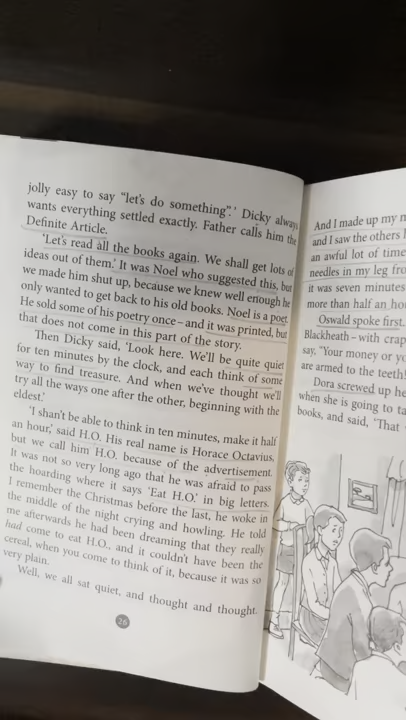 jolly easy to say “let's do something”.' Dicky always
wants everything settled exactly. Father calls him the
Definite Article.
'Let's read all the books again. We shall get lots of
ideas out of them.' It was Noel who suggested this, but
we made him shut up, because we knew well enough he
only wanted to get back to his old books. Noel is a poet.
He sold some of his poetry once – and it was printed, but
that does not come in this part of the story.
Then Dicky said, 'Look here. We'll be quite quiet
for ten minutes by the clock, and each think of some
way to find treasure. And when we've thought we'll
try all the ways one after the other, beginning with the
eldest.'
'I shan't be able to think in ten minutes, make it half
an hour,' said H.O. His real name is Horace Octavius,
but we call him H.O. because of the advertisement.
It was not so very long ago that he was afraid to pass
the hoarding where it says 'Eat H.O.' in big letters.
I remember the Christmas before the last, he woke in
the middle of the night crying and howling. He told
me afterwards he had been dreaming that they really
had come to eat H.O., and it couldn't have been the
cereal, when you come to think of it, because it was so
very plain.
Well, we all sat quiet, and thought and thought.
26
And I made up my
and I saw the others
an awful lot of time
needles in my leg
it was seven minutes
more than half an
Oswald spoke first.
Blackheath – with
say, 'Your money or
are armed to the teeth
Dora screwed up
when she is going to
books, and said, 'That